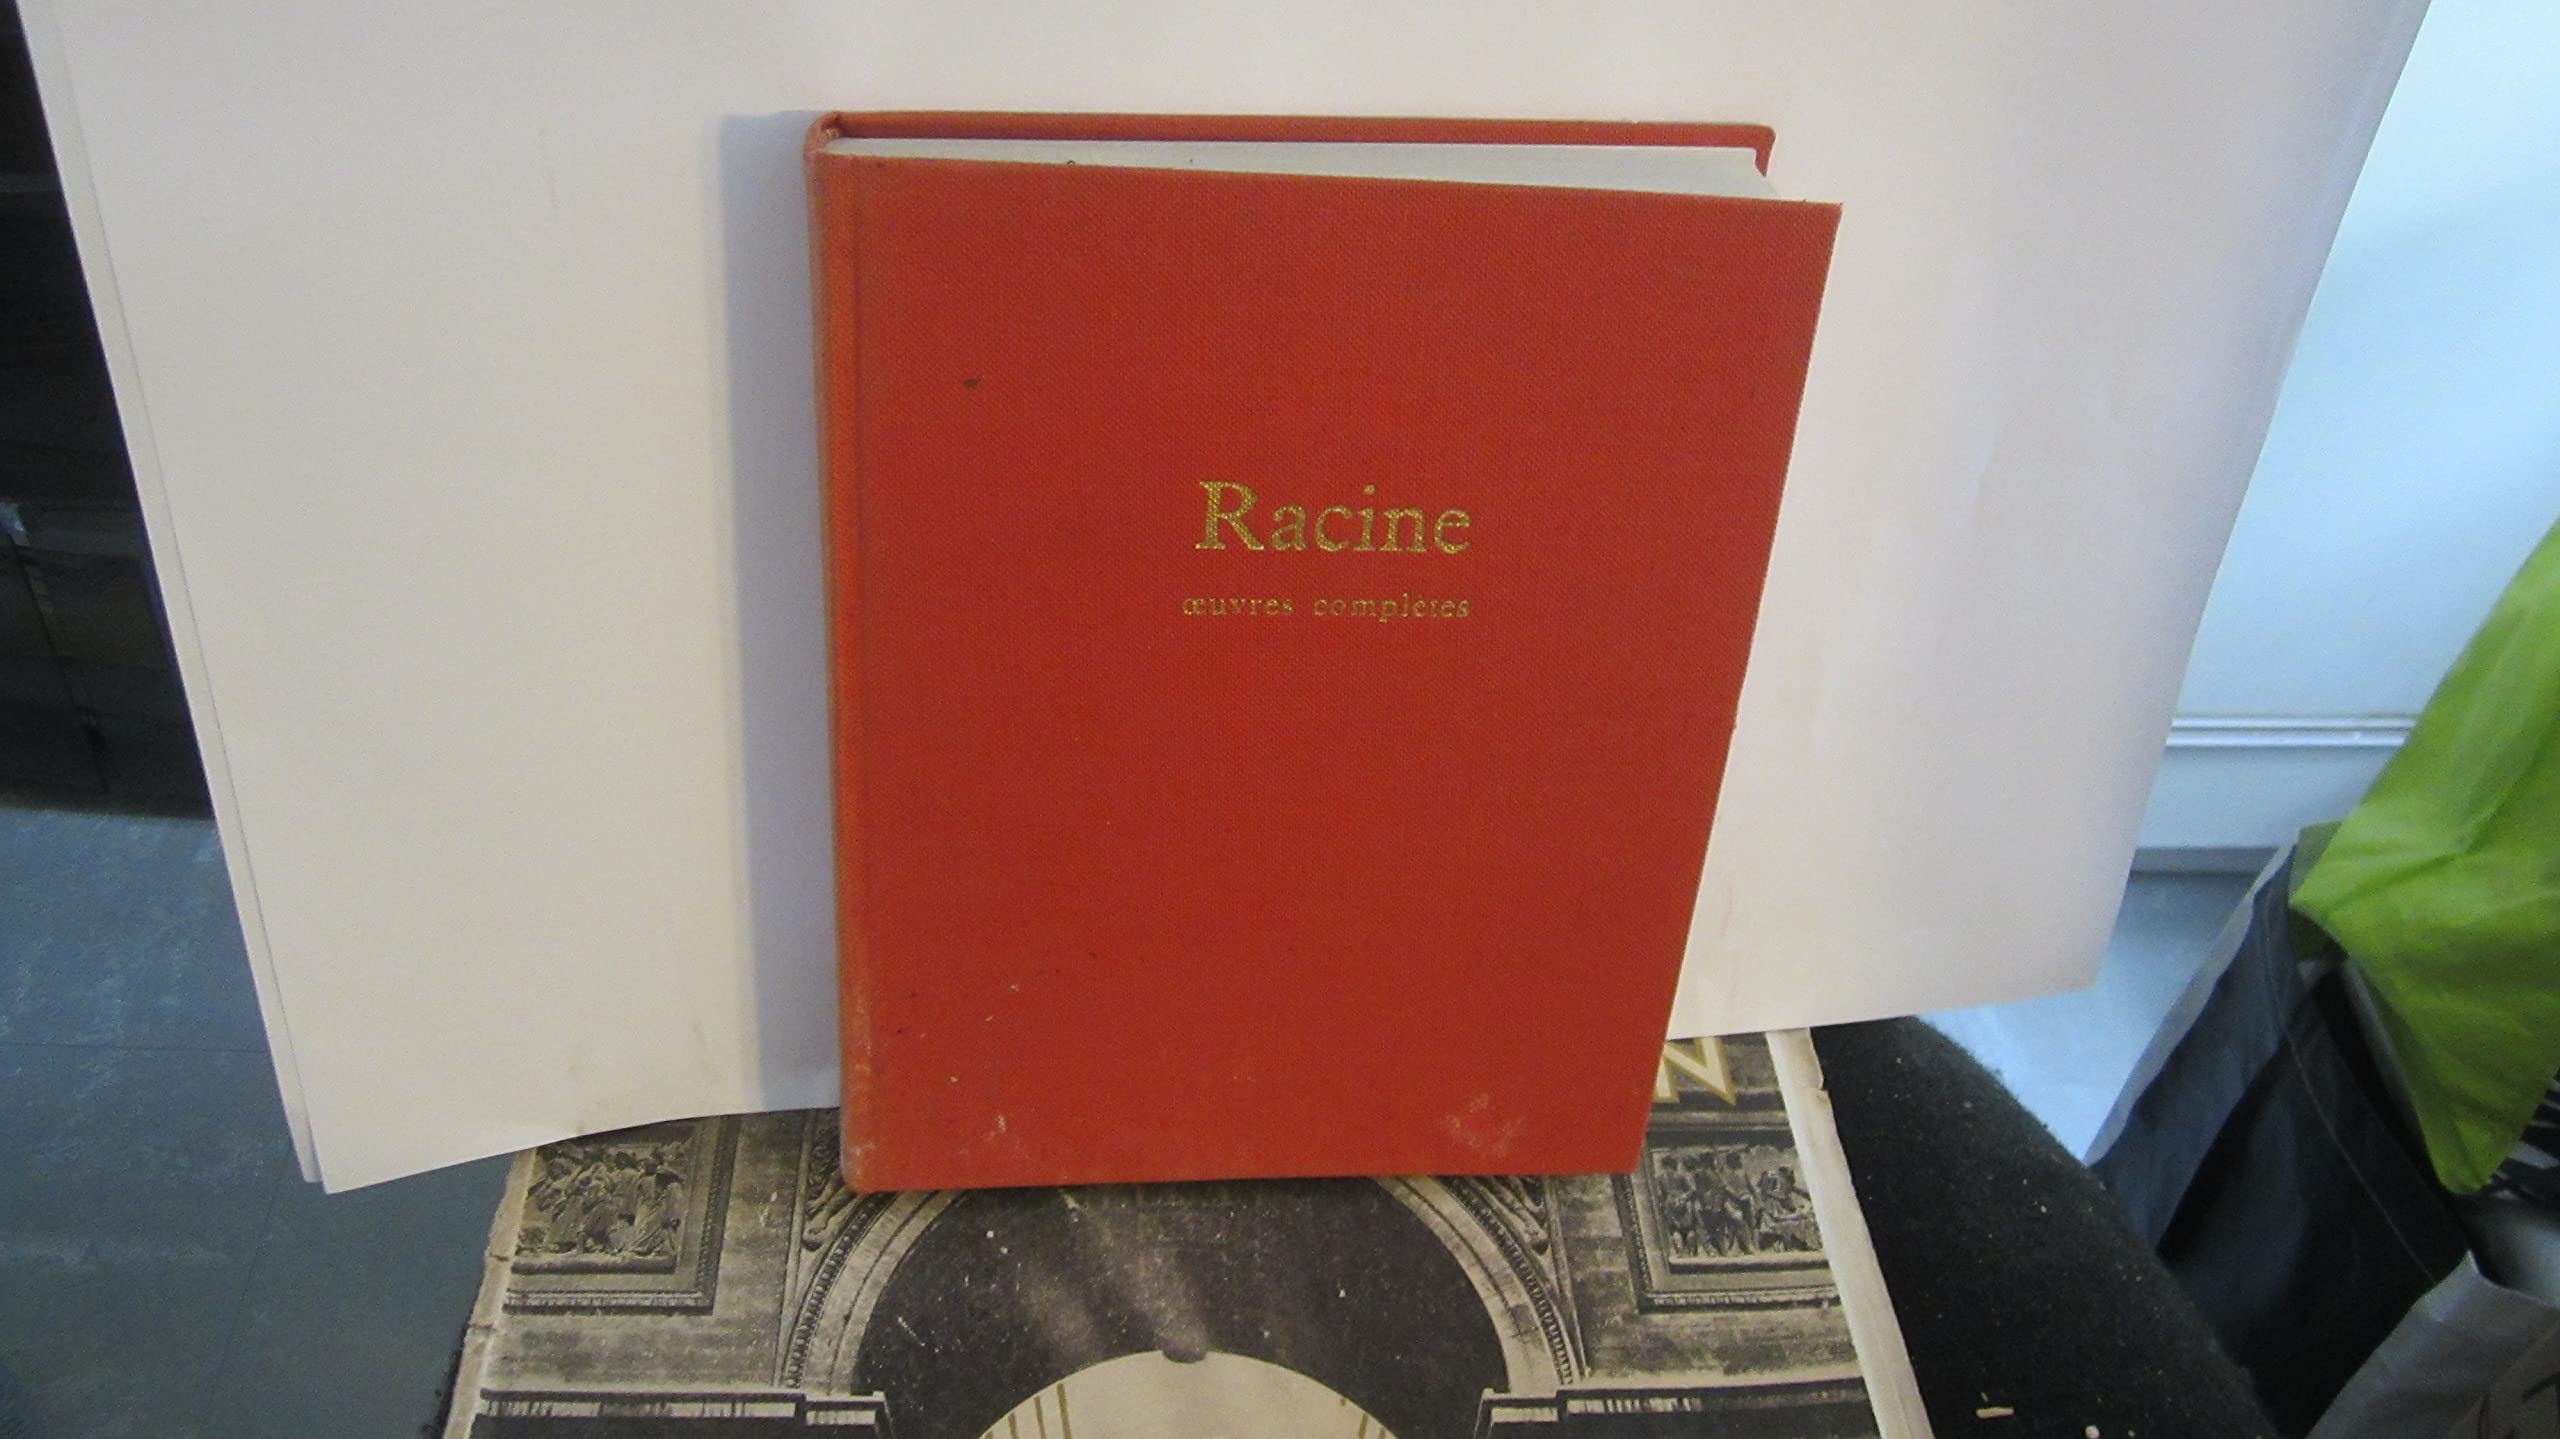 Racine
œuvres complètes